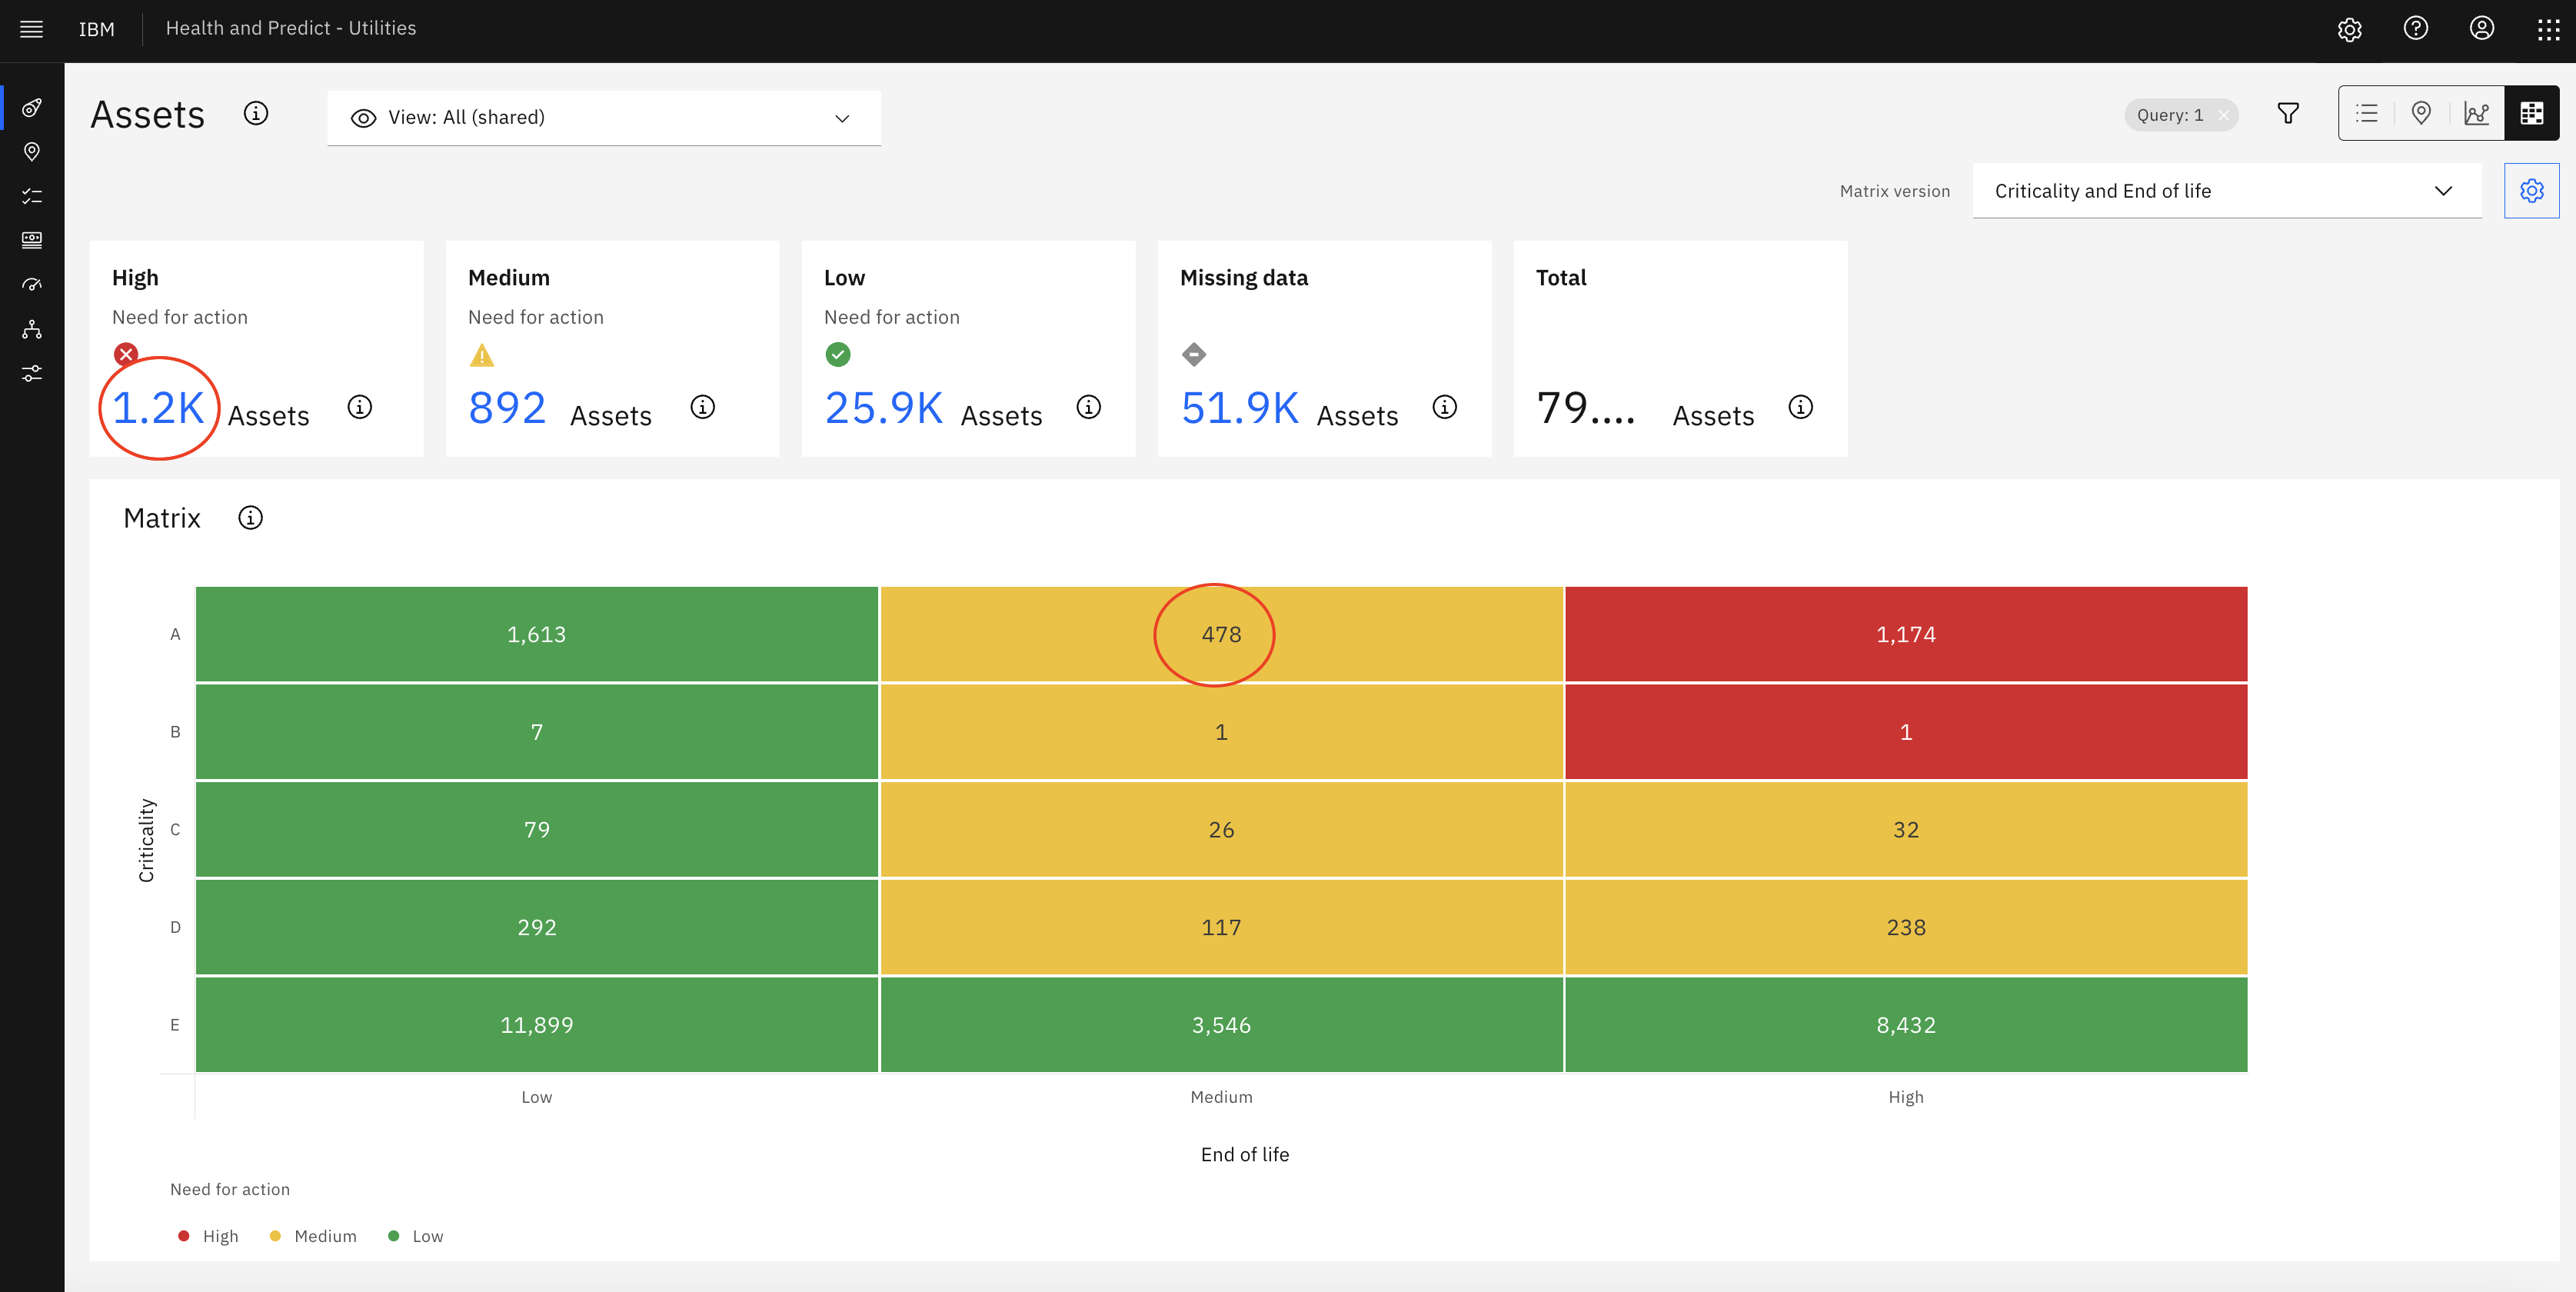 IBM Health and Predict - Utilities
Assets View: All (shared) Query: 1
Matrix version Criticality and End of life
High Medium Low Missing data Total
Need for action Need for action Need for action
1.2K Assets 892 Assets 25.9K Assets 51.9K Assets 79.... Assets
Matrix
A 1,613 478 1,174
B 7 1 1
Criticality
C 79 26 32
D 292 117 238
E 11,899 3,546 8,432
Low Medium High
End of life
Need for action
High Medium Low